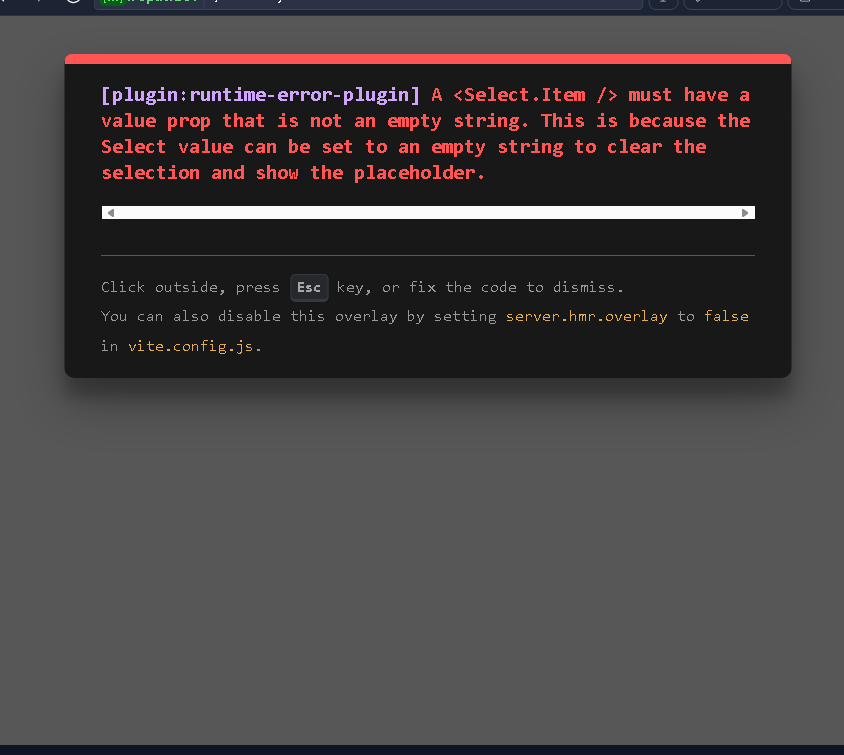 [plugin:runtime-error-plugin] A <Select.Item /> must have a
value prop that is not an empty string. This is because the
Select value can be set to an empty string to clear the
selection and show the placeholder.
Click outside, press Esc key, or fix the code to dismiss.
You can also disable this overlay by setting server.hmr.overlay to false
in vite.config.js.